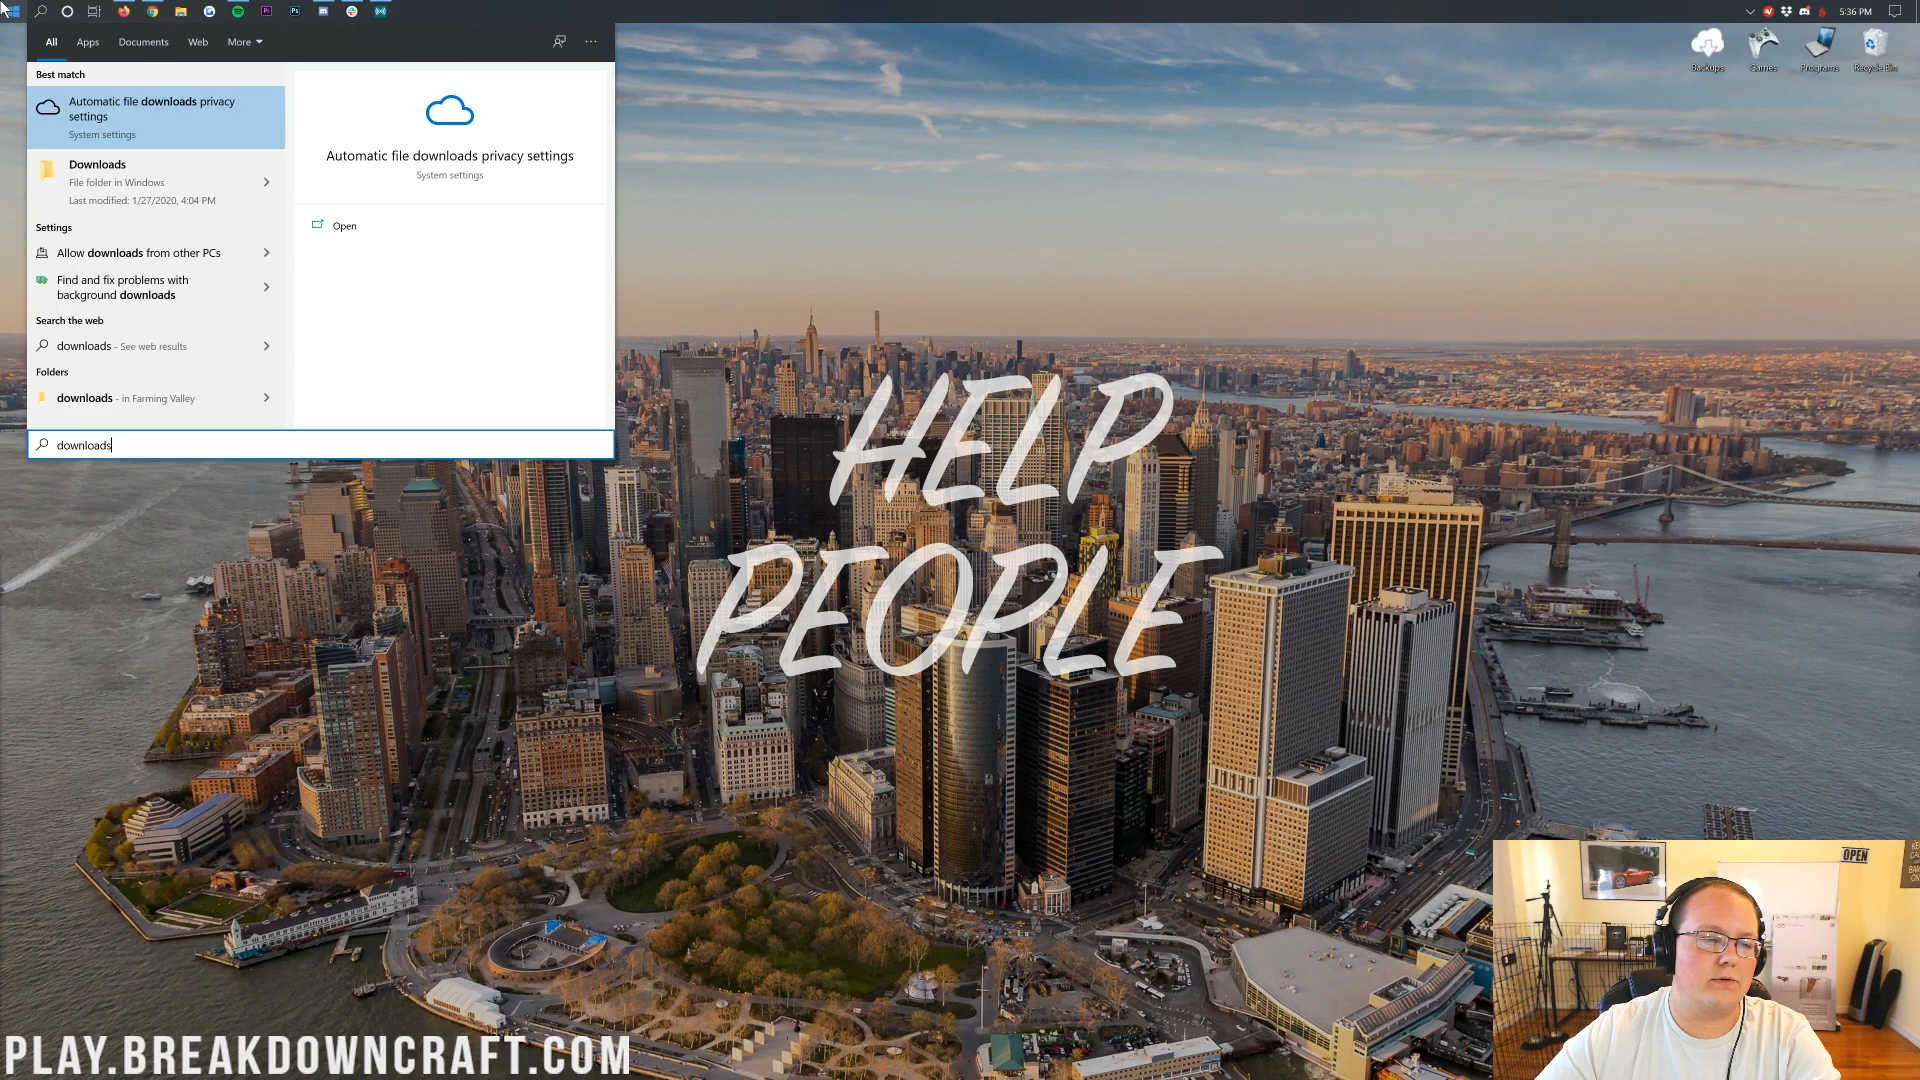 5:36 PM
All Apps Documents Web More
Backups Games Programs Recycle Bin
Best match
Automatic file downloads privacy
settings
System settings
Downloads
File folder in Windows
Last modified: 1/27/2020, 4:04 PM
Settings
Allow downloads from other PCs
Find and fix problems with
background downloads
Search the web
downloads - See web results
Folders
downloads - in Farming Valley
downloads
Automatic file downloads privacy settings
System settings
Open
HELP
PEOPLE
OPEN
PLAY.BREAKDOWNCRAFT.COM